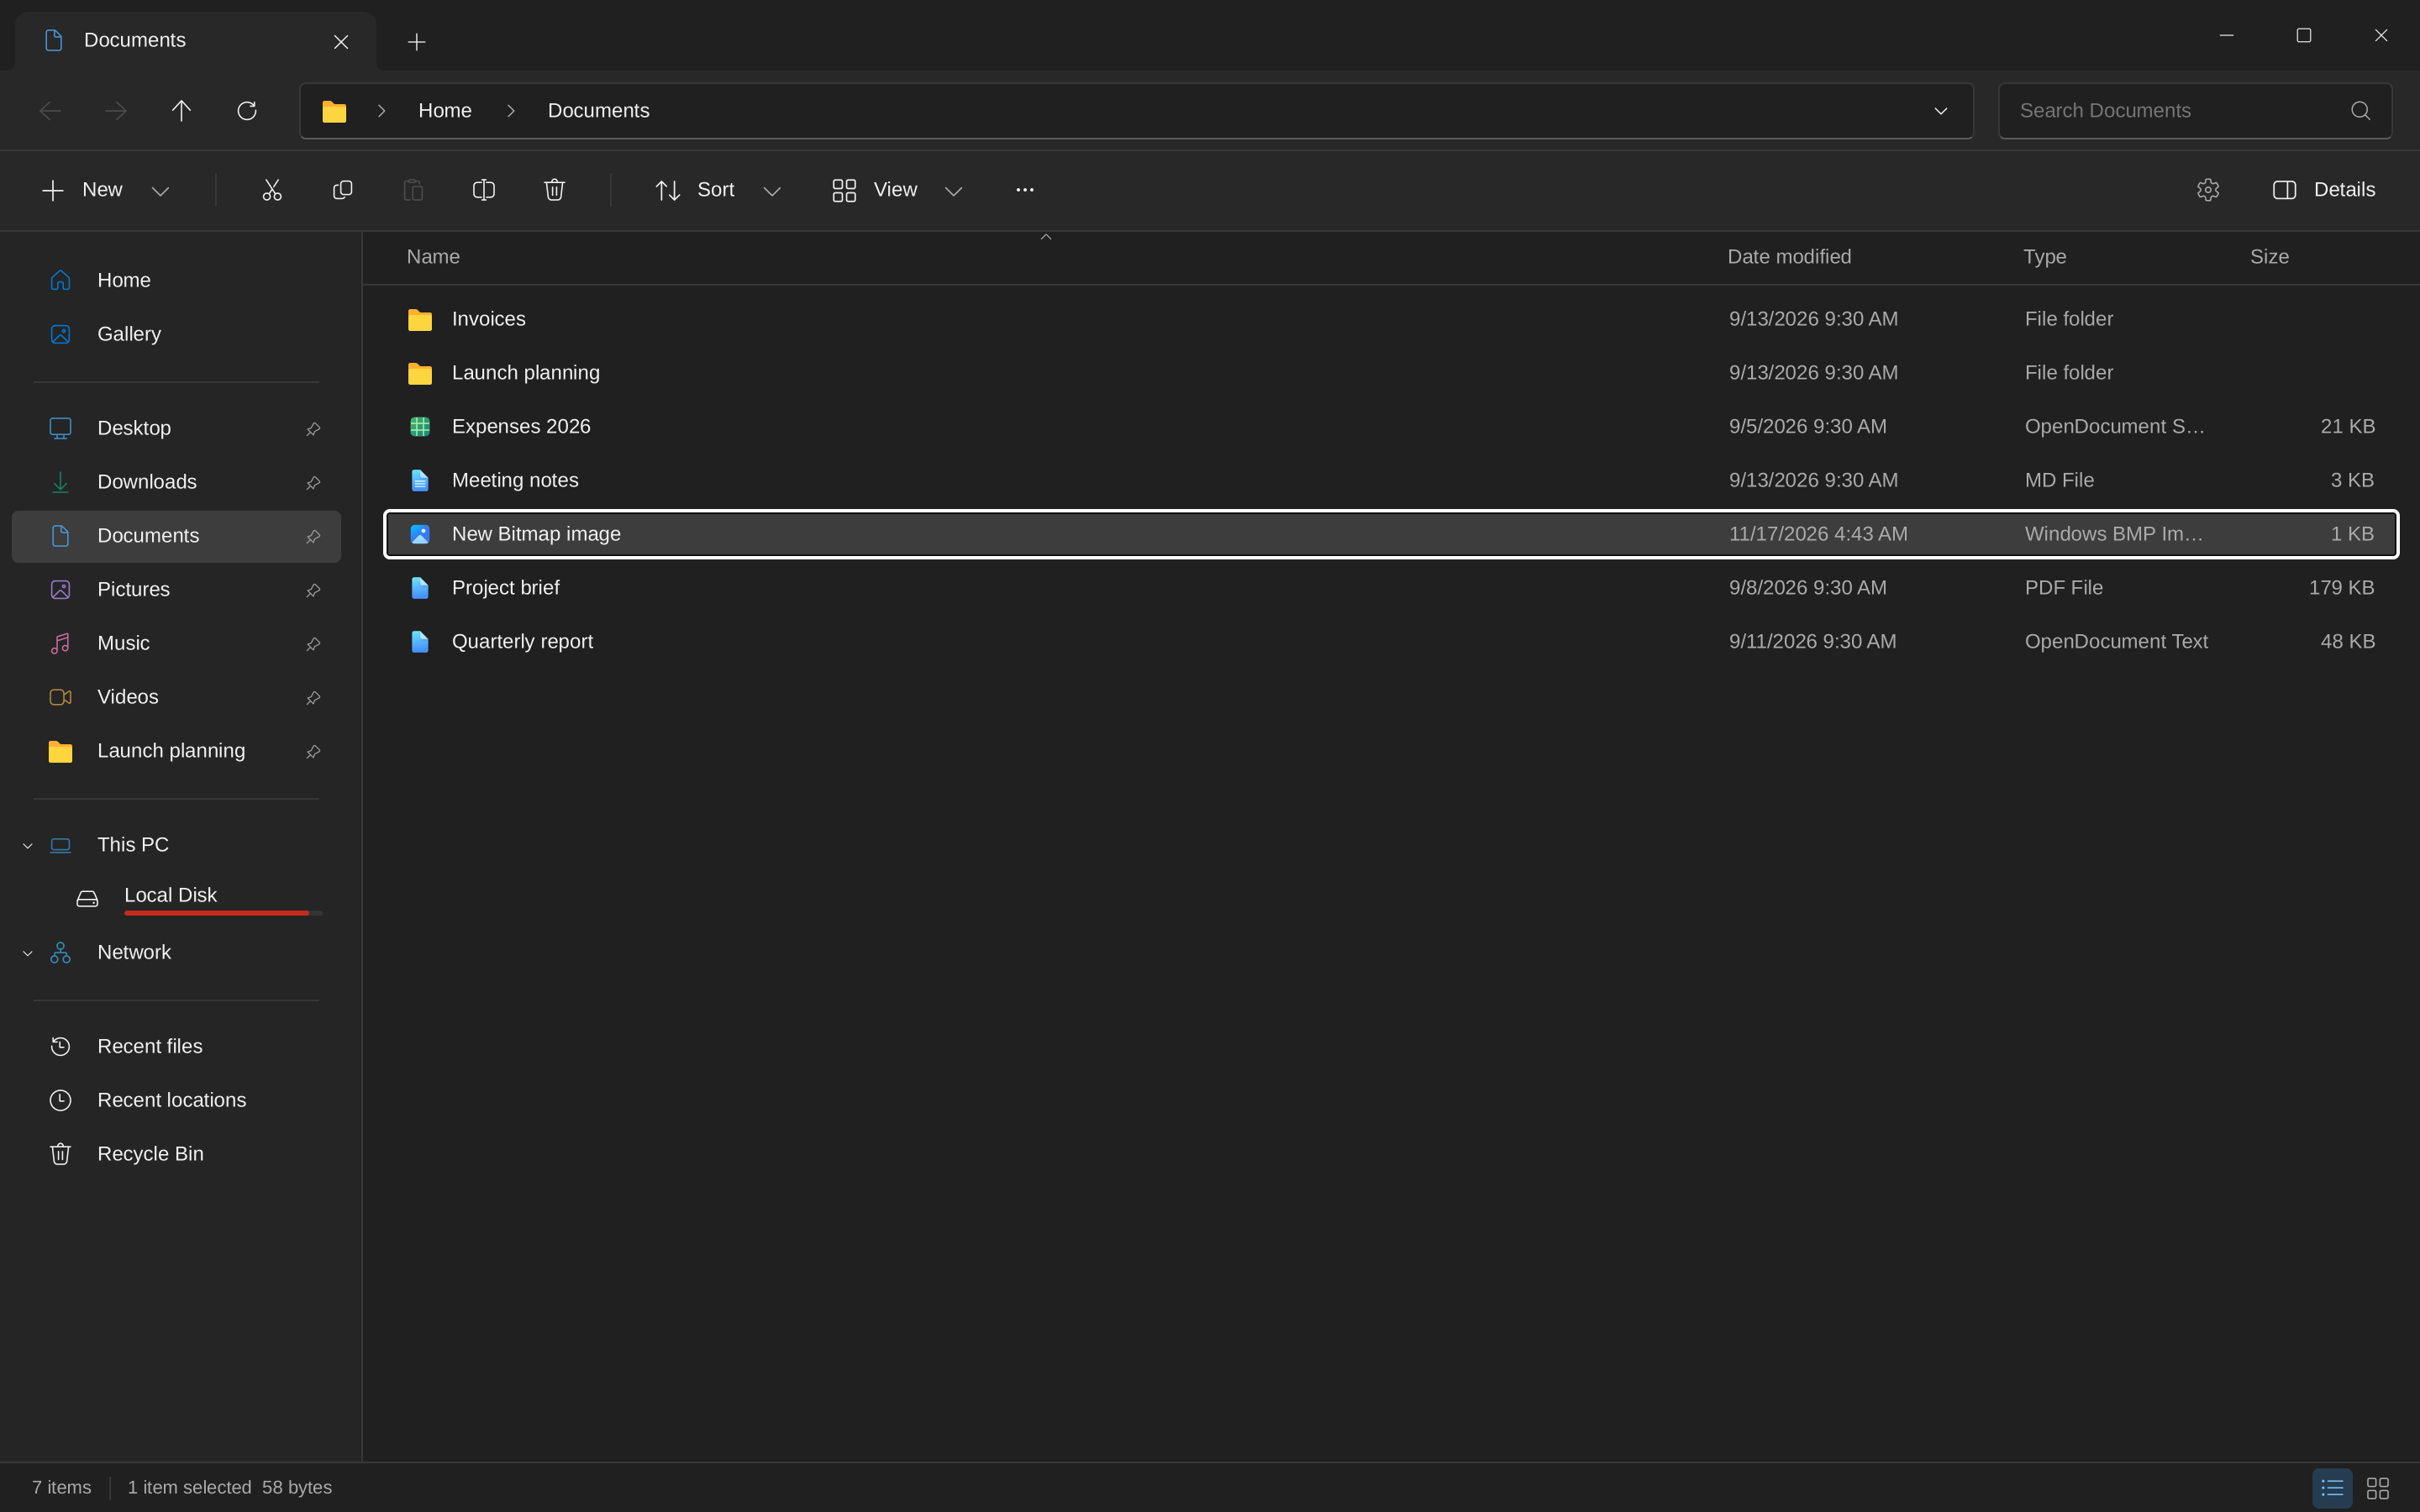 Documents
Home Documents
Search Documents
New Sort View Details
Name Date modified Type Size
Home
Gallery
Desktop
Downloads
Documents
Pictures
Music
Videos
Launch planning
This PC
Local Disk
Network
Recent files
Recent locations
Recycle Bin
Invoices 9/13/2026 9:30 AM File folder
Launch planning 9/13/2026 9:30 AM File folder
Expenses 2026 9/5/2026 9:30 AM OpenDocument S… 21 KB
Meeting notes 9/13/2026 9:30 AM MD File 3 KB
New Bitmap image 11/17/2026 4:43 AM Windows BMP Im… 1 KB
Project brief 9/8/2026 9:30 AM PDF File 179 KB
Quarterly report 9/11/2026 9:30 AM OpenDocument Text 48 KB
7 items 1 item selected 58 bytes